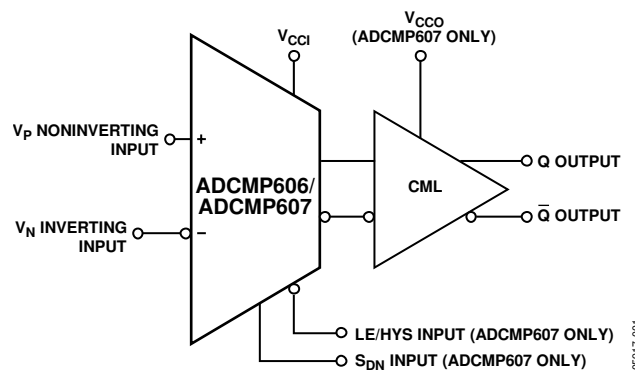 V_CCI
V_CCO
(ADCMP607 ONLY)
V_P NONINVERTING
INPUT
+
ADCMP606/
ADCMP607
CML
Q OUTPUT
Q̅ OUTPUT
V_N INVERTING
INPUT
–
LE/HYS INPUT (ADCMP607 ONLY)
S_DN INPUT (ADCMP607 ONLY)